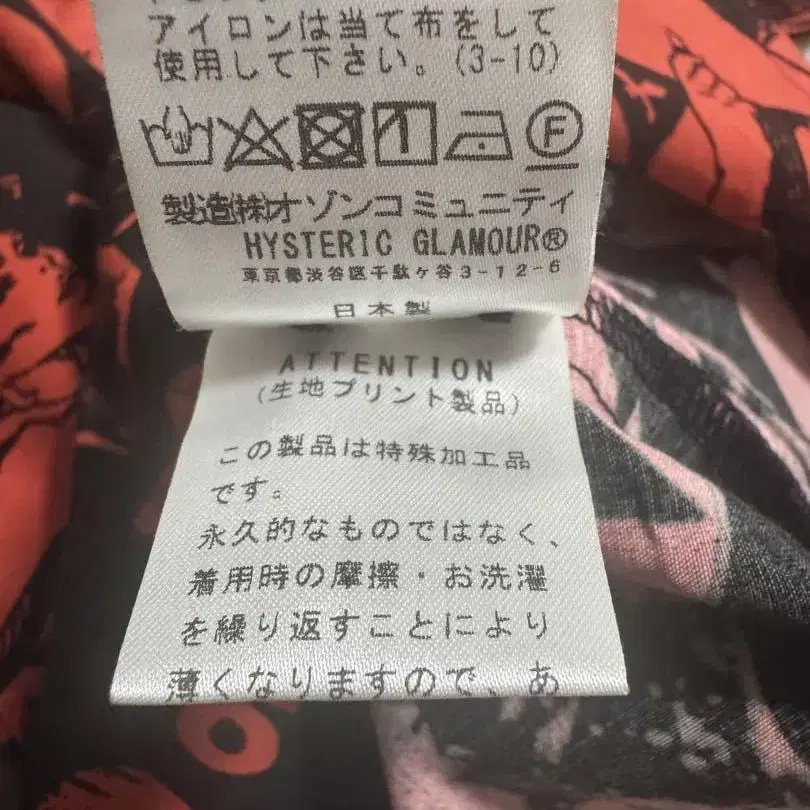 アイロンは当て布をして
使用して下さい。(3-10)
F
製造㈱オゾンコミュニティ
HYSTERIC GLAMOUR®
東京都渋谷区千駄ケ谷3-12-6
日本製
ATTENTION
(生地プリント製品)
この製品は特殊加工品
です。
永久的なものではなく、
着用時の摩擦・お洗濯
を繰り返すことにより
薄くなりますので、あ